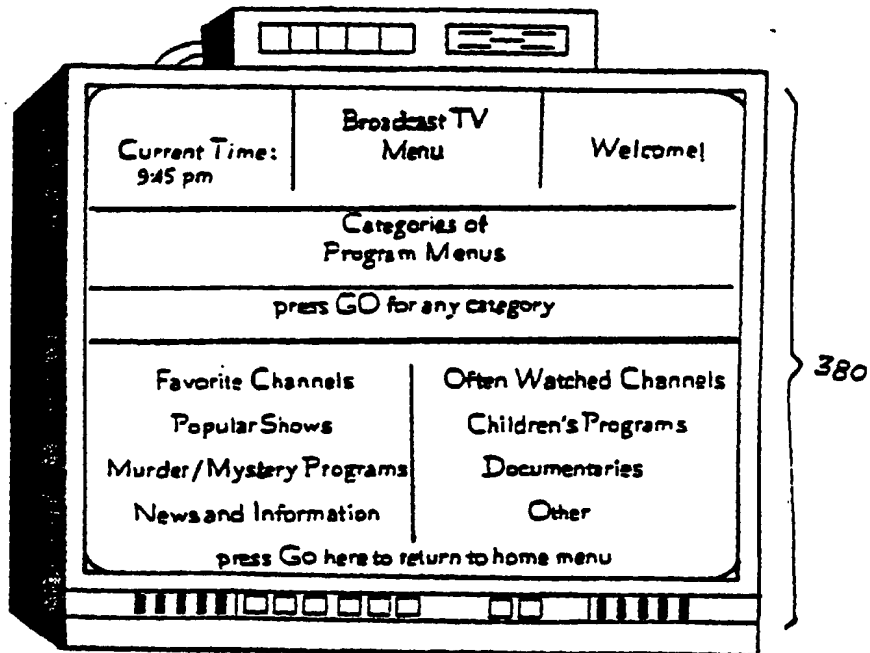 Broadcast TV
Menu
Current Time:
9:45 pm
Welcome!
Categories of
Program Menus
press GO for any category
Favorite Channels
Often Watched Channels
Popular Shows
Children's Programs
Murder/Mystery Programs
Documentaries
News and Information
Other
press Go here to return to home menu
380